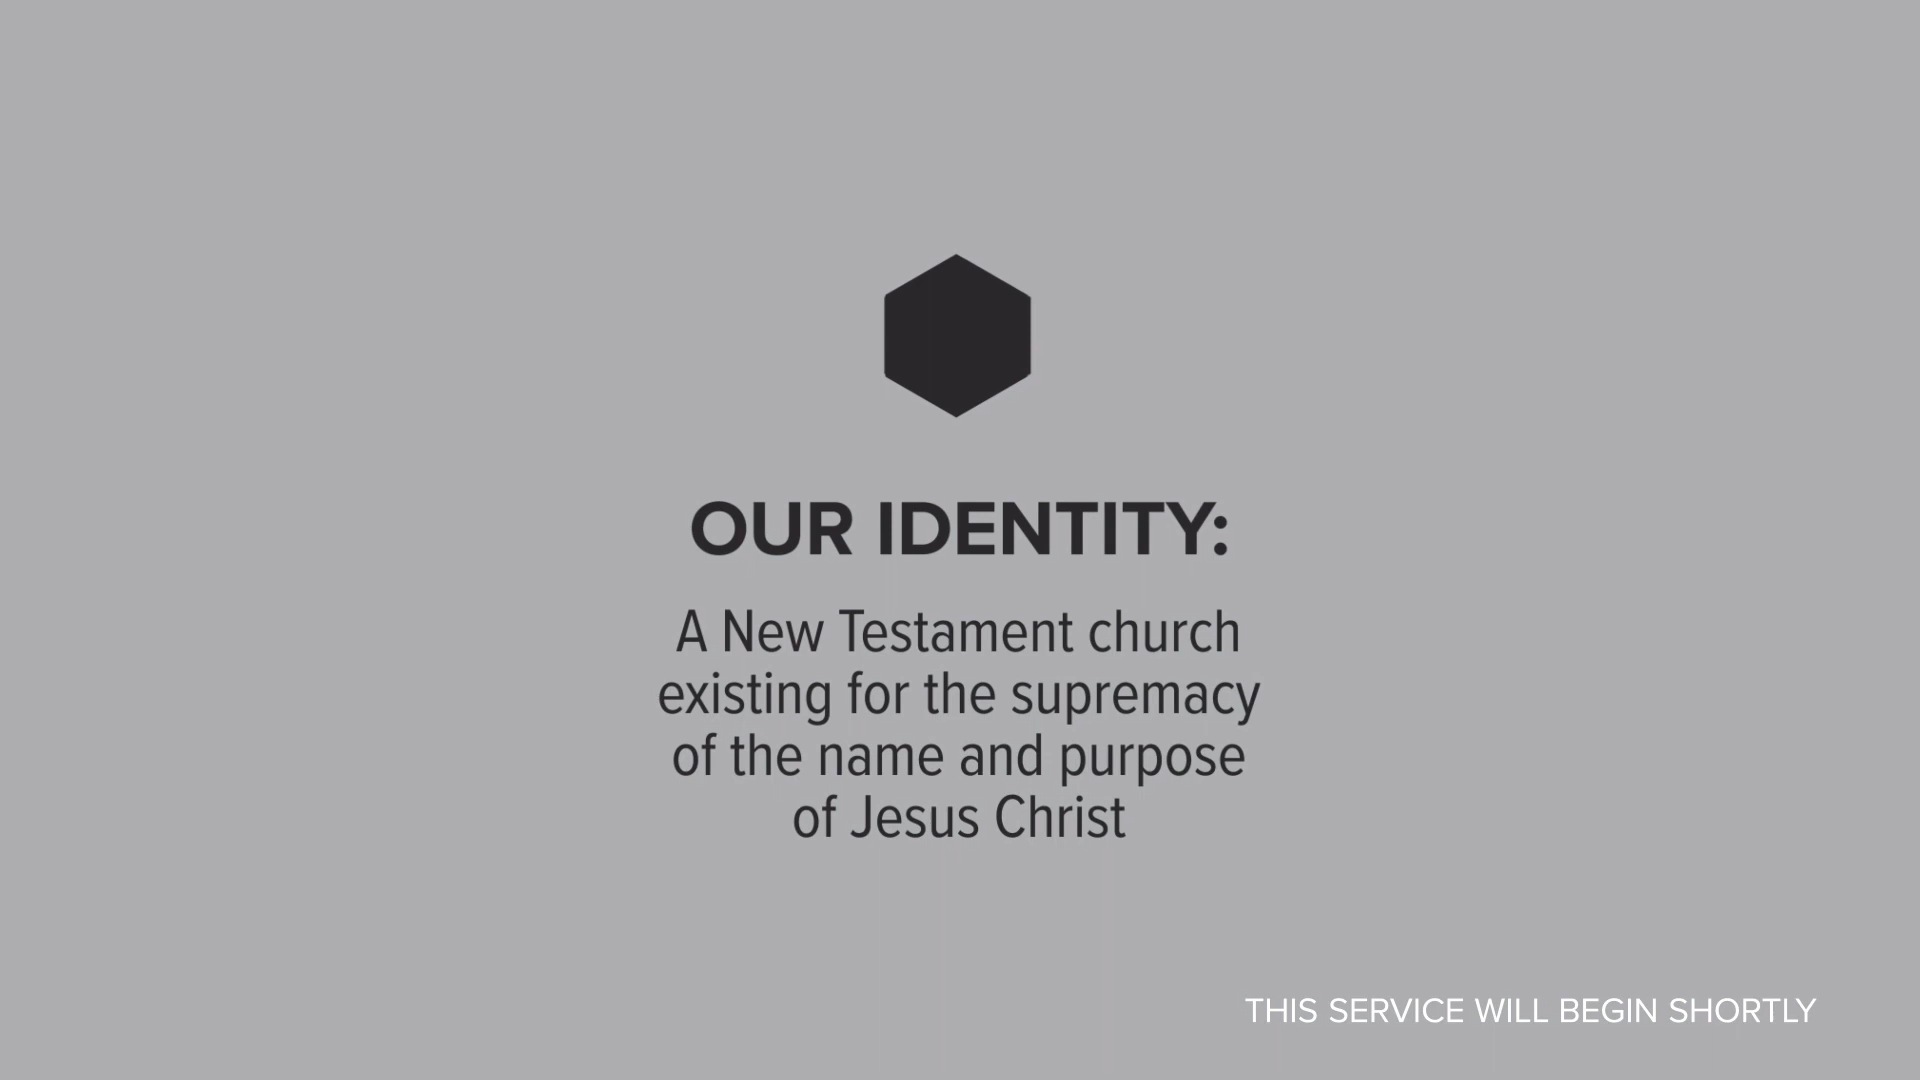 OUR IDENTITY:
A New Testament church
existing for the supremacy
of the name and purpose
of Jesus Christ
THIS SERVICE WILL BEGIN SHORTLY